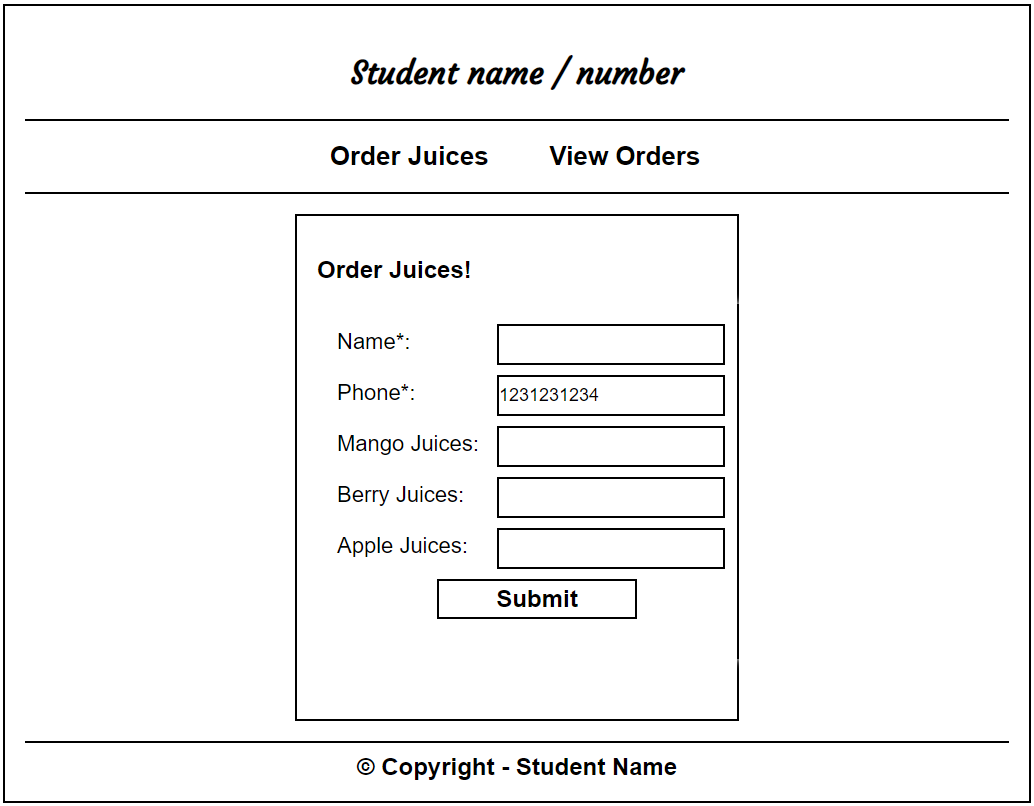 Student name / number
Order Juices View Orders
Order Juices!
Name*:
Phone*: 1231231234
Mango Juices:
Berry Juices:
Apple Juices:
Submit
© Copyright - Student Name